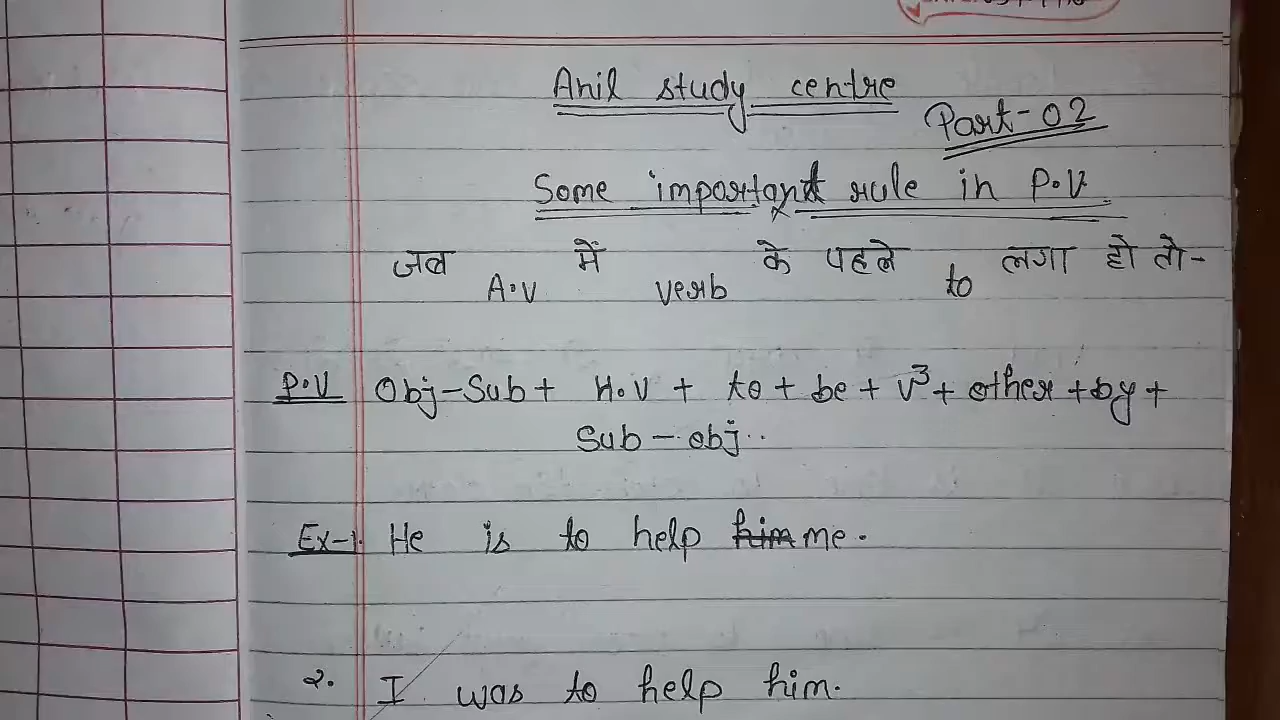 Anil study centre
Part-02
Some important rule in P.V.
जब A.V में verb के पहले to लगा हो तो-
P.V Obj-Sub + H.V + to + be + V³ + other + by +
Sub - obj..
Ex-1. He is to help him me.
2. I was to help him.